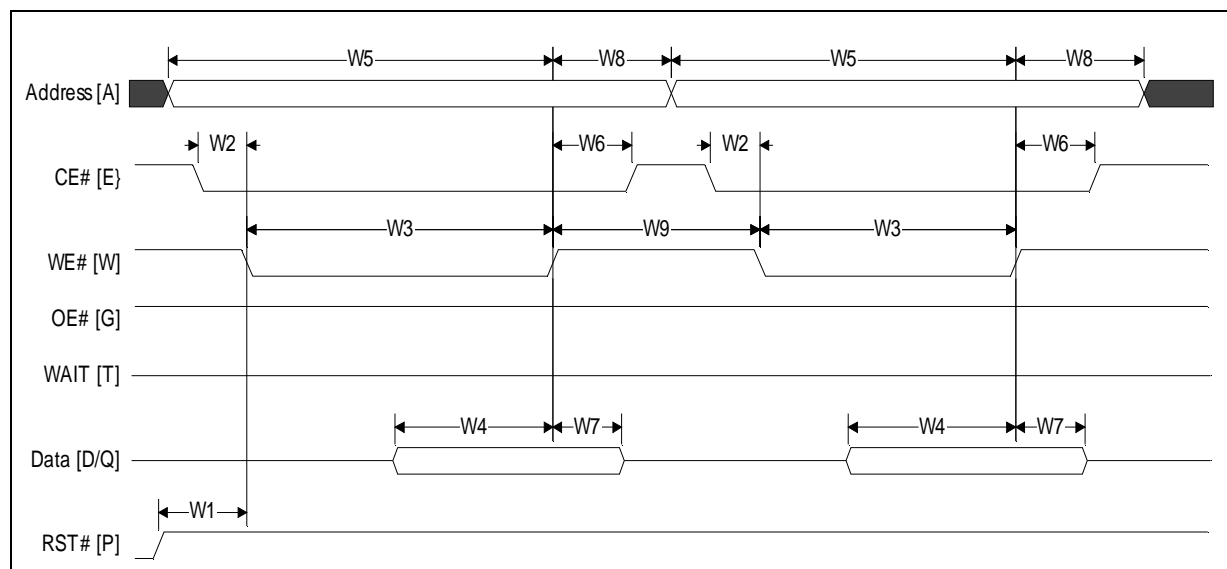 W5 W8 W5 W8
Address [A]
W2 W6 W2 W6
CE# [E}
W3 W9 W3
WE# [W]
OE# [G]
WAIT [T]
W4 W7 W4 W7
Data [D/Q]
W1
RST# [P]